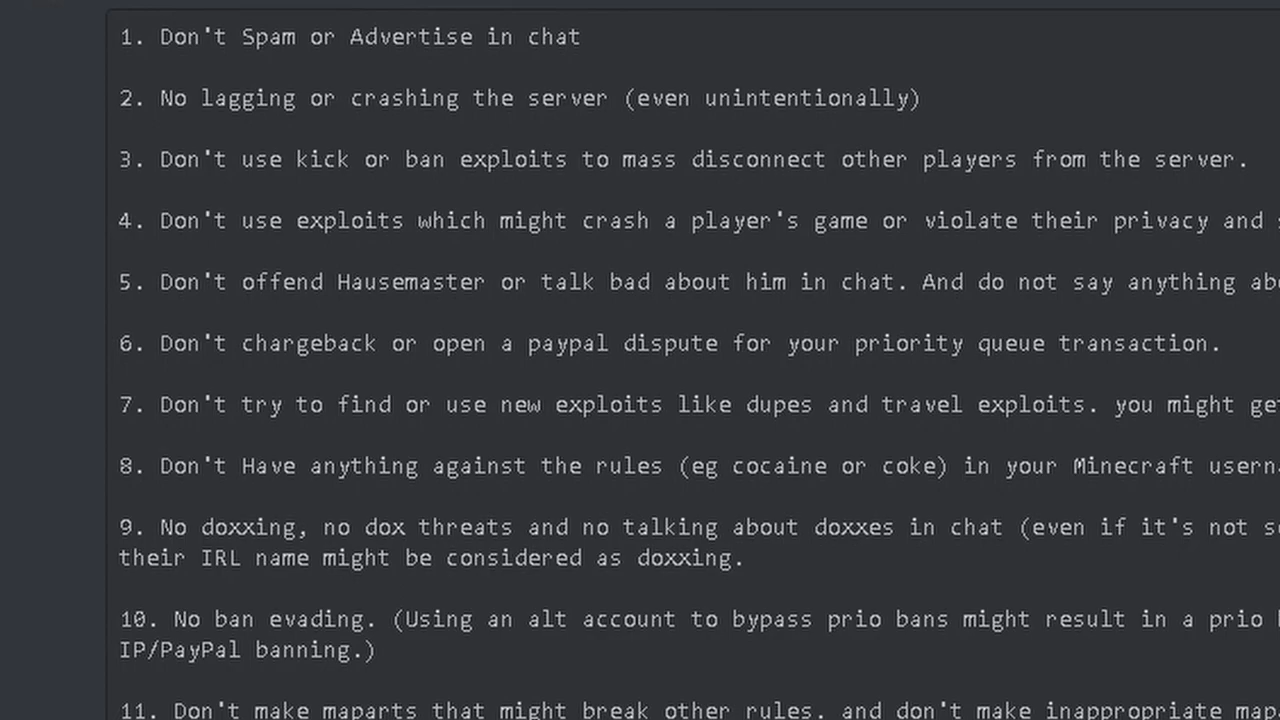 1. Don't Spam or Advertise in chat
2. No lagging or crashing the server (even unintentionally)
3. Don't use kick or ban exploits to mass disconnect other players from the server.
4. Don't use exploits which might crash a player's game or violate their privacy and
5. Don't offend Hausemaster or talk bad about him in chat. And do not say anything
6. Don't chargeback or open a paypal dispute for your priority queue transaction.
7. Don't try to find or use new exploits like dupes and travel exploits. you might
8. Don't Have anything against the rules (eg cocaine or coke) in your Minecraft
9. No doxxing, no dox threats and no talking about doxxes in chat (even if it's not
their IRL name might be considered as doxxing.
10. No ban evading. (Using an alt account to bypass prio bans might result in a prio
IP/PayPal banning.)
11. Don't make maparts that might break other rules. and don't make inappropriate